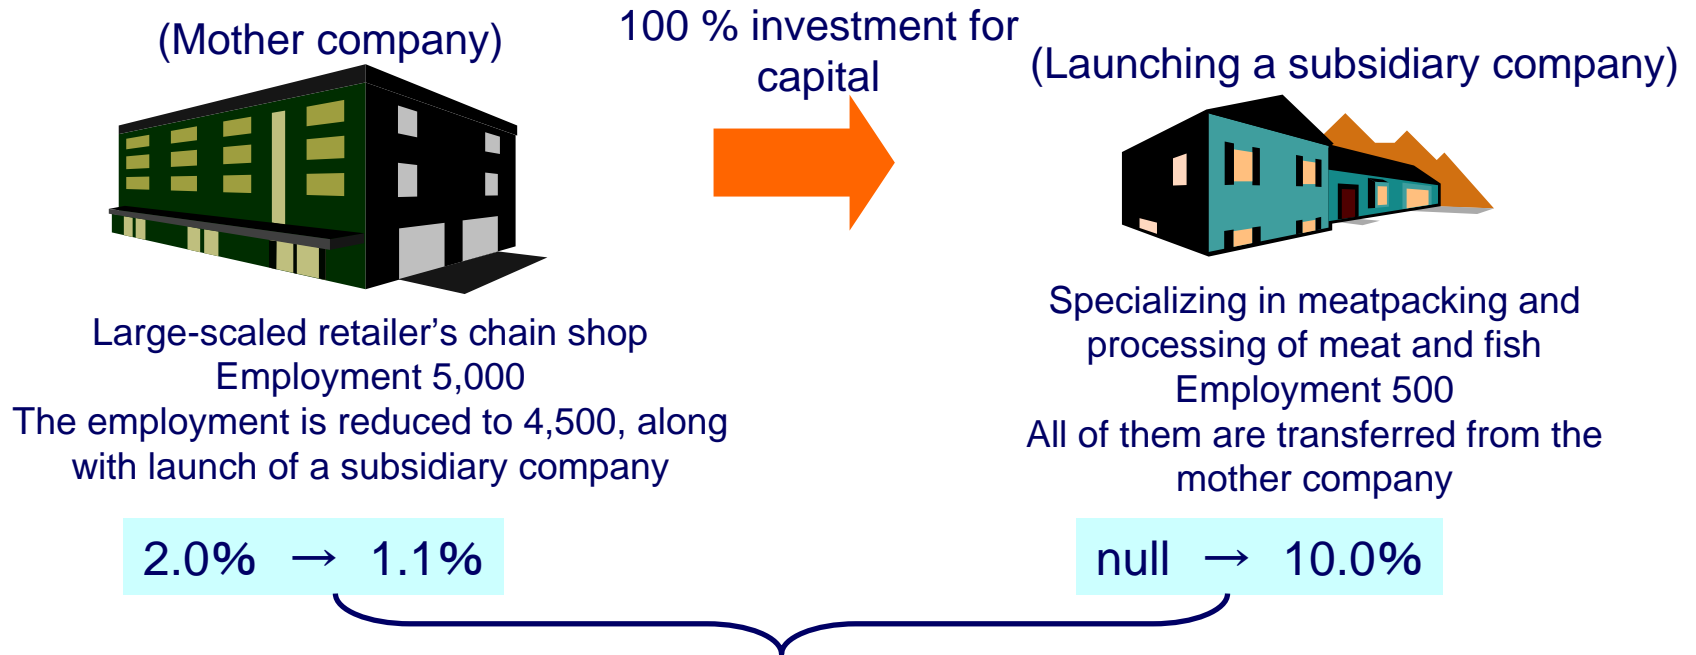 (Mother company)
100 % investment for
capital
(Launching a subsidiary company)
Large-scaled retailer’s chain shop
Employment 5,000
The employment is reduced to 4,500, along
with launch of a subsidiary company
Specializing in meatpacking and
processing of meat and fish
Employment 500
All of them are transferred from the
mother company
2.0% → 1.1%
null → 10.0%